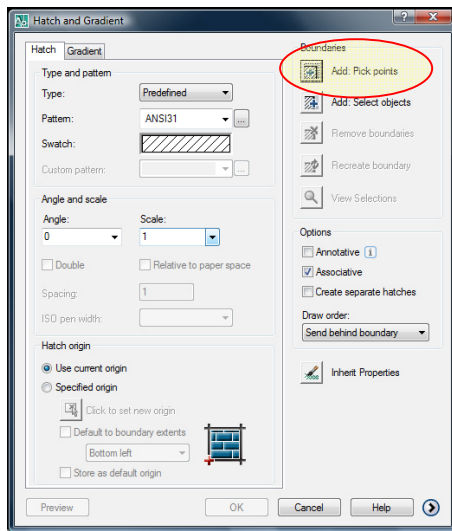 Hatch and Gradient
Hatch
Gradient
Type and pattern
Type:
Predefined
Pattern:
ANSI31
...
Swatch:
Custom pattern:
...
Angle and scale
Angle:
Scale:
0
1
Double
Relative to paper space
Spacing:
1
ISO pen width:
Hatch origin
Use current origin
Specified origin
Click to set new origin
Default to boundary extents
Bottom left
Store as default origin
Boundaries
Add: Pick points
Add: Select objects
Remove boundaries
Recreate boundary
View Selections
Options
Annotative
Associative
Create separate hatches
Draw order:
Send behind boundary
Inherit Properties
Preview
OK
Cancel
Help